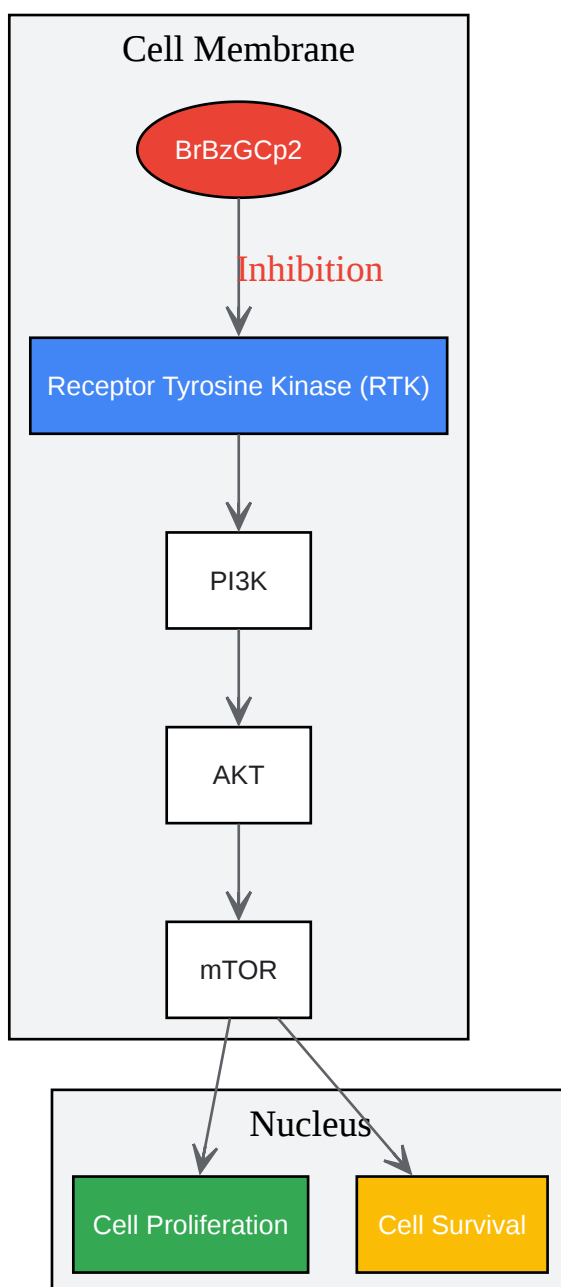 Cell Membrane
BrBzGCp2
Inhibition
Receptor Tyrosine Kinase (RTK)
PI3K
AKT
mTOR
Nucleus
Cell Proliferation
Cell Survival